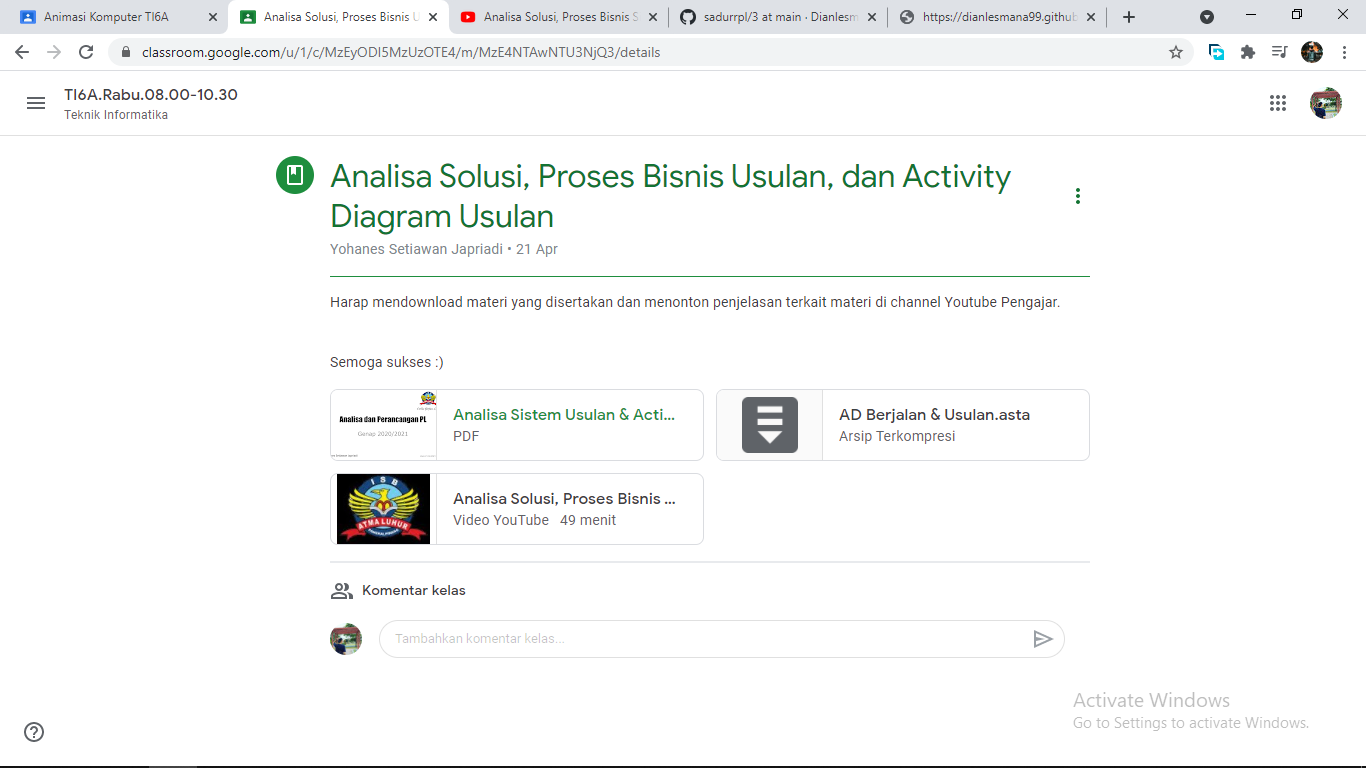 Animasi Komputer TI6A
Analisa Solusi, Proses Bisnis U
Analisa Solusi, Proses Bisnis S
sadurrpl/3 at main · Dianlesm
https://dianlesmana99.github
classroom.google.com/u/1/c/MzEyODI5MzUzOTE4/m/MzE4NTAwNTU3NjQ3/details
TI6A.Rabu.08.00-10.30
Teknik Informatika
Analisa Solusi, Proses Bisnis Usulan, dan Activity
Diagram Usulan
Yohanes Setiawan Japriadi • 21 Apr
Harap mendownload materi yang disertakan dan menonton penjelasan terkait materi di channel Youtube Pengajar.
Semoga sukses :)
Analisa dan Perancangan PL
Genap 2020/2021
Analisa Sistem Usulan & Acti...
PDF
AD Berjalan & Usulan.asta
Arsip Terkompresi
ISB
ATMA LUHUR
Analisa Solusi, Proses Bisnis ...
Video YouTube 49 menit
Komentar kelas
Tambahkan komentar kelas...
Activate Windows
Go to Settings to activate Windows.